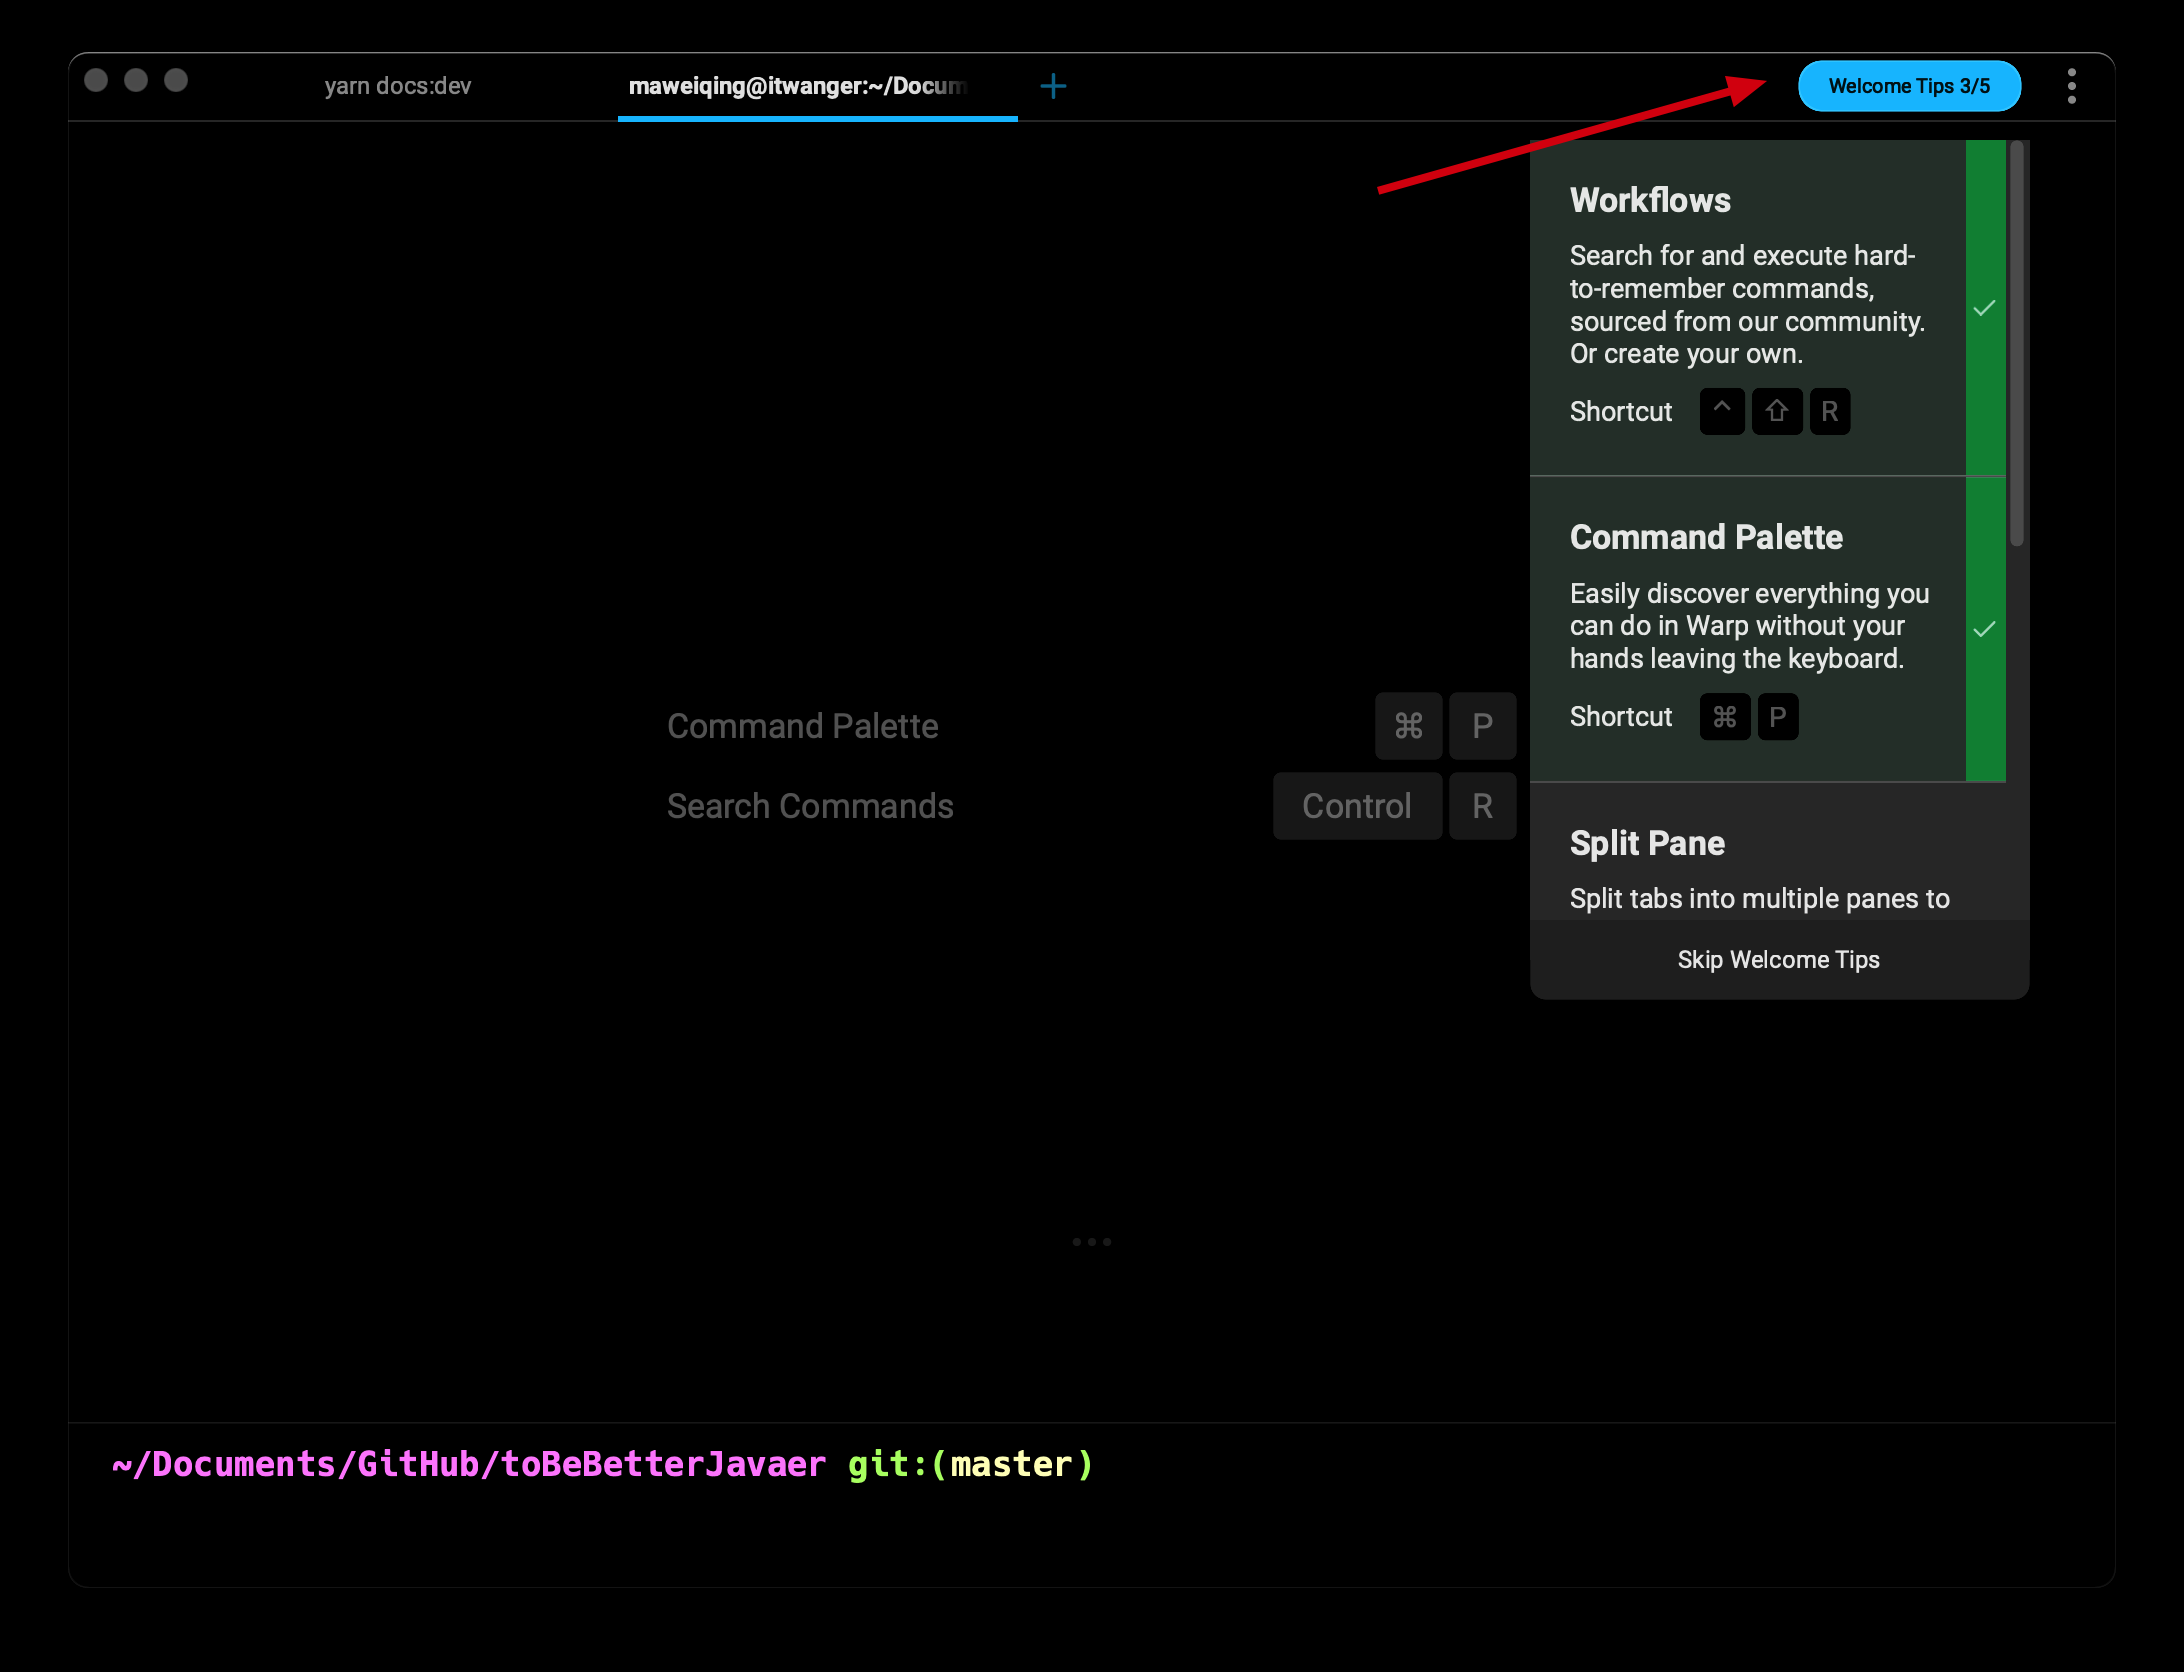 yarn docs:dev
maweiqing@itwanger:~/Docum
Welcome Tips 3/5
Workflows
Search for and execute hard-
to-remember commands,
sourced from our community.
Or create your own.
Shortcut ^ ⇧ R
Command Palette
Easily discover everything you
can do in Warp without your
hands leaving the keyboard.
Shortcut ⌘ P
Split Pane
Split tabs into multiple panes to
Skip Welcome Tips
Command Palette ⌘ P
Search Commands Control R
~/Documents/GitHub/toBeBetterJavaer git:(master)